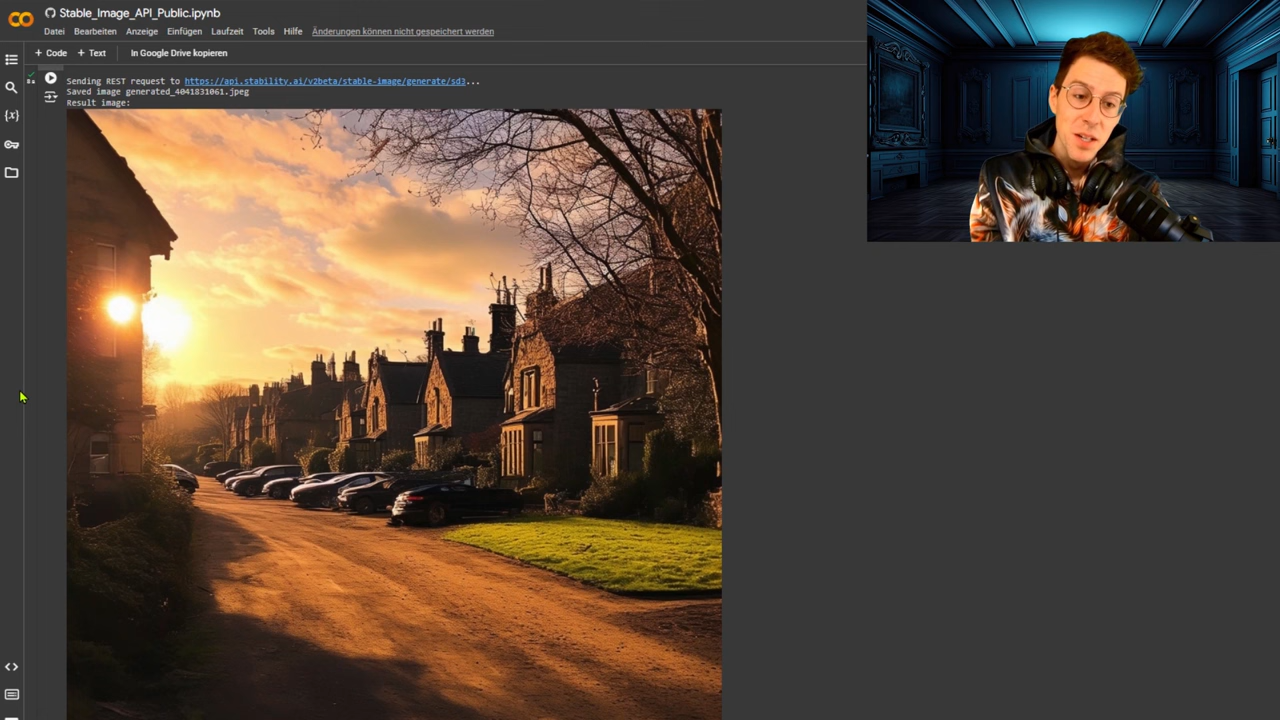 Stable_Image_API_Public.ipynb
Datei Bearbeiten Anzeige Einfügen Laufzeit Tools Hilfe Änderungen können nicht gespeichert werden
+ Code + Text In Google Drive kopieren
Sending REST request to https://api.stability.ai/v2beta/stable-image/generate/sd3...
Saved image generated_4041831061.jpeg
Result image: